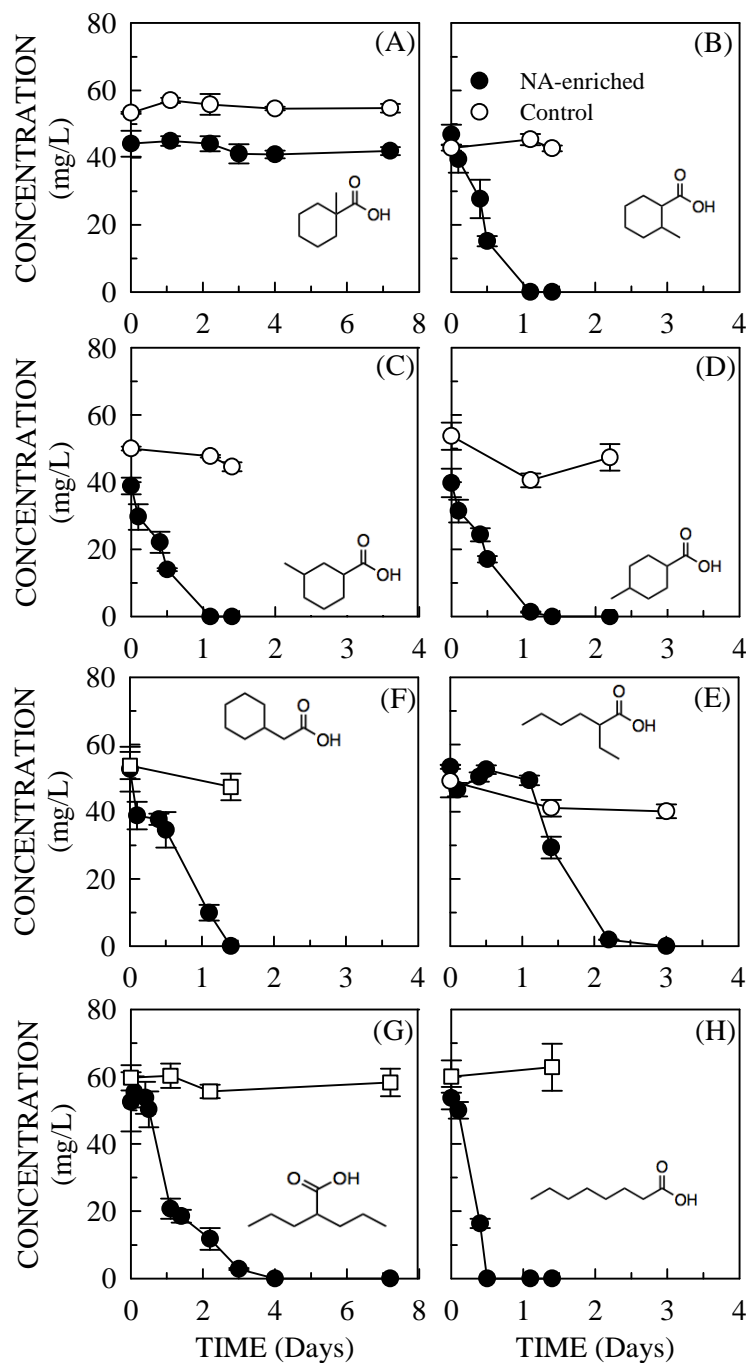 80
60
40
20
0
CONCENTRATION
(mg/L)
(A)
O
OH
0 2 4 6 8
(B)
NA-enriched
Control
O
OH
0 1 2 3 4
80
60
40
20
0
CONCENTRATION
(mg/L)
(C)
O
OH
0 1 2 3 4
(D)
O
OH
0 1 2 3 4
80
60
40
20
0
CONCENTRATION
(mg/L)
(F)
O
OH
0 1 2 3 4
(E)
O
OH
0 1 2 3 4
80
60
40
20
0
CONCENTRATION
(mg/L)
(G)
O
OH
0 2 4 6 8
TIME (Days)
(H)
O
OH
0 1 2 3 4
TIME (Days)